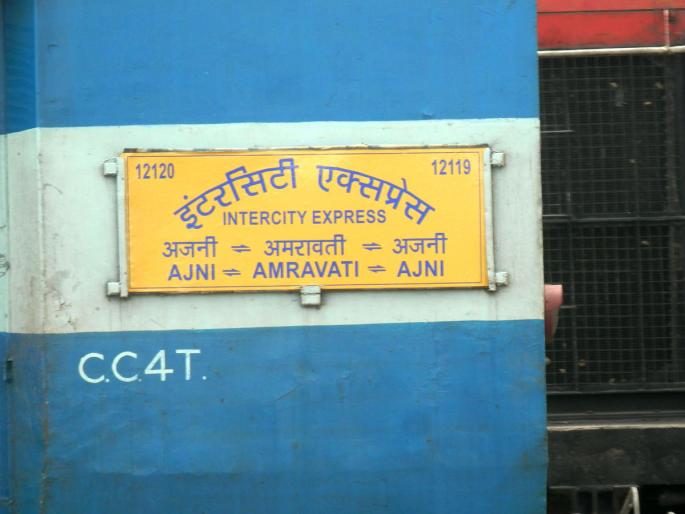 12120 12119
इंटरसिटी एक्सप्रेस
INTERCITY EXPRESS
अजनी ⇌ अमरावती ⇌ अजनी
AJNI ⇌ AMRAVATI ⇌ AJNI
C.C.4T.